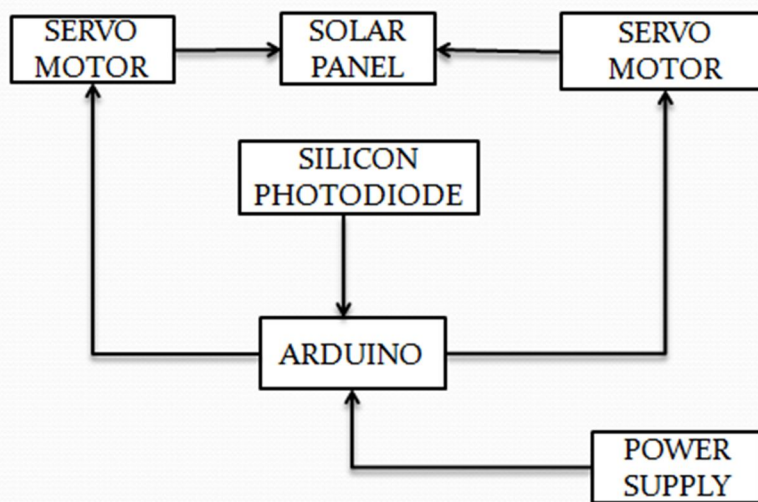 SERVO
MOTOR
SOLAR
PANEL
SERVO
MOTOR
SILICON
PHOTODIODE
ARDUINO
POWER
SUPPLY